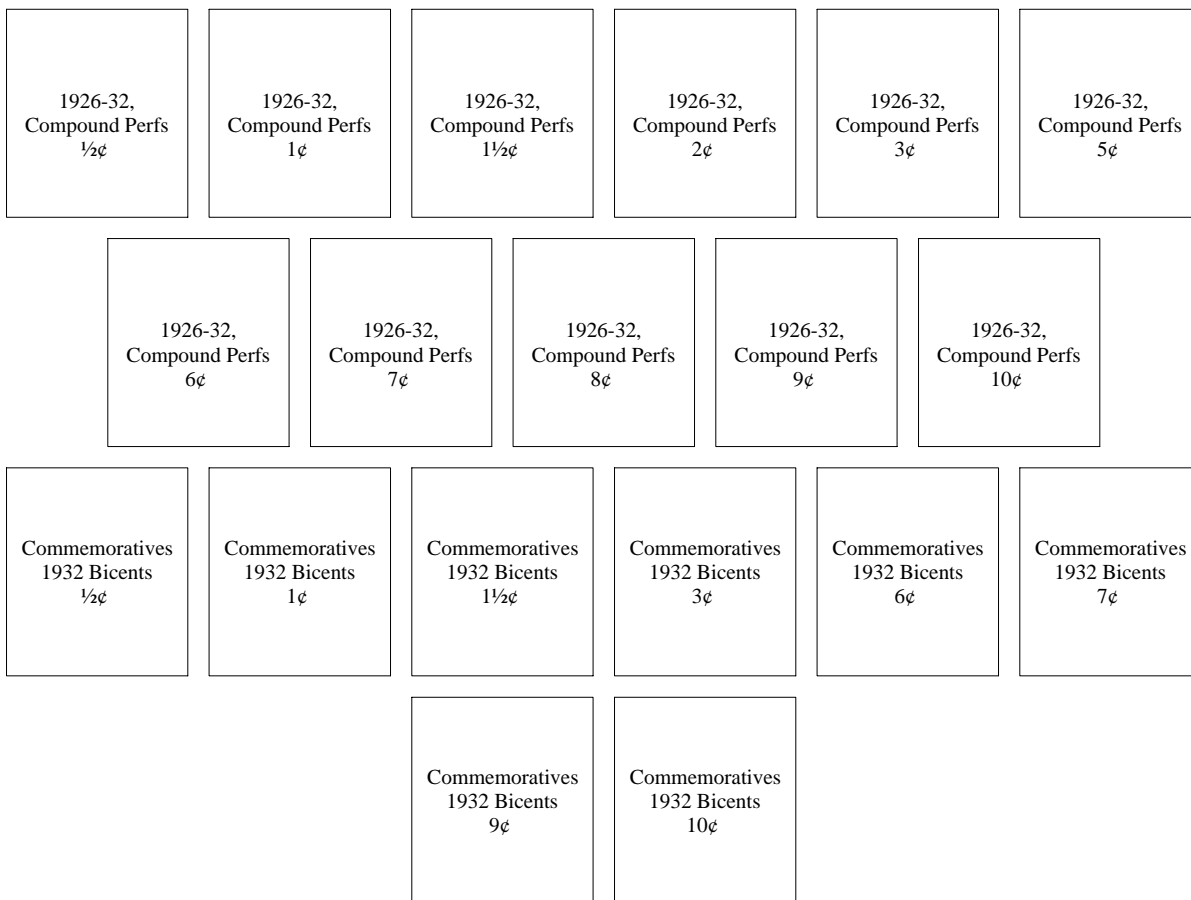 1926-32,
Compound Perfs
½¢
1926-32,
Compound Perfs
1¢
1926-32,
Compound Perfs
1½¢
1926-32,
Compound Perfs
2¢
1926-32,
Compound Perfs
3¢
1926-32,
Compound Perfs
5¢
1926-32,
Compound Perfs
6¢
1926-32,
Compound Perfs
7¢
1926-32,
Compound Perfs
8¢
1926-32,
Compound Perfs
9¢
1926-32,
Compound Perfs
10¢
Commemoratives
1932 Bicents
½¢
Commemoratives
1932 Bicents
1¢
Commemoratives
1932 Bicents
1½¢
Commemoratives
1932 Bicents
3¢
Commemoratives
1932 Bicents
6¢
Commemoratives
1932 Bicents
7¢
Commemoratives
1932 Bicents
9¢
Commemoratives
1932 Bicents
10¢